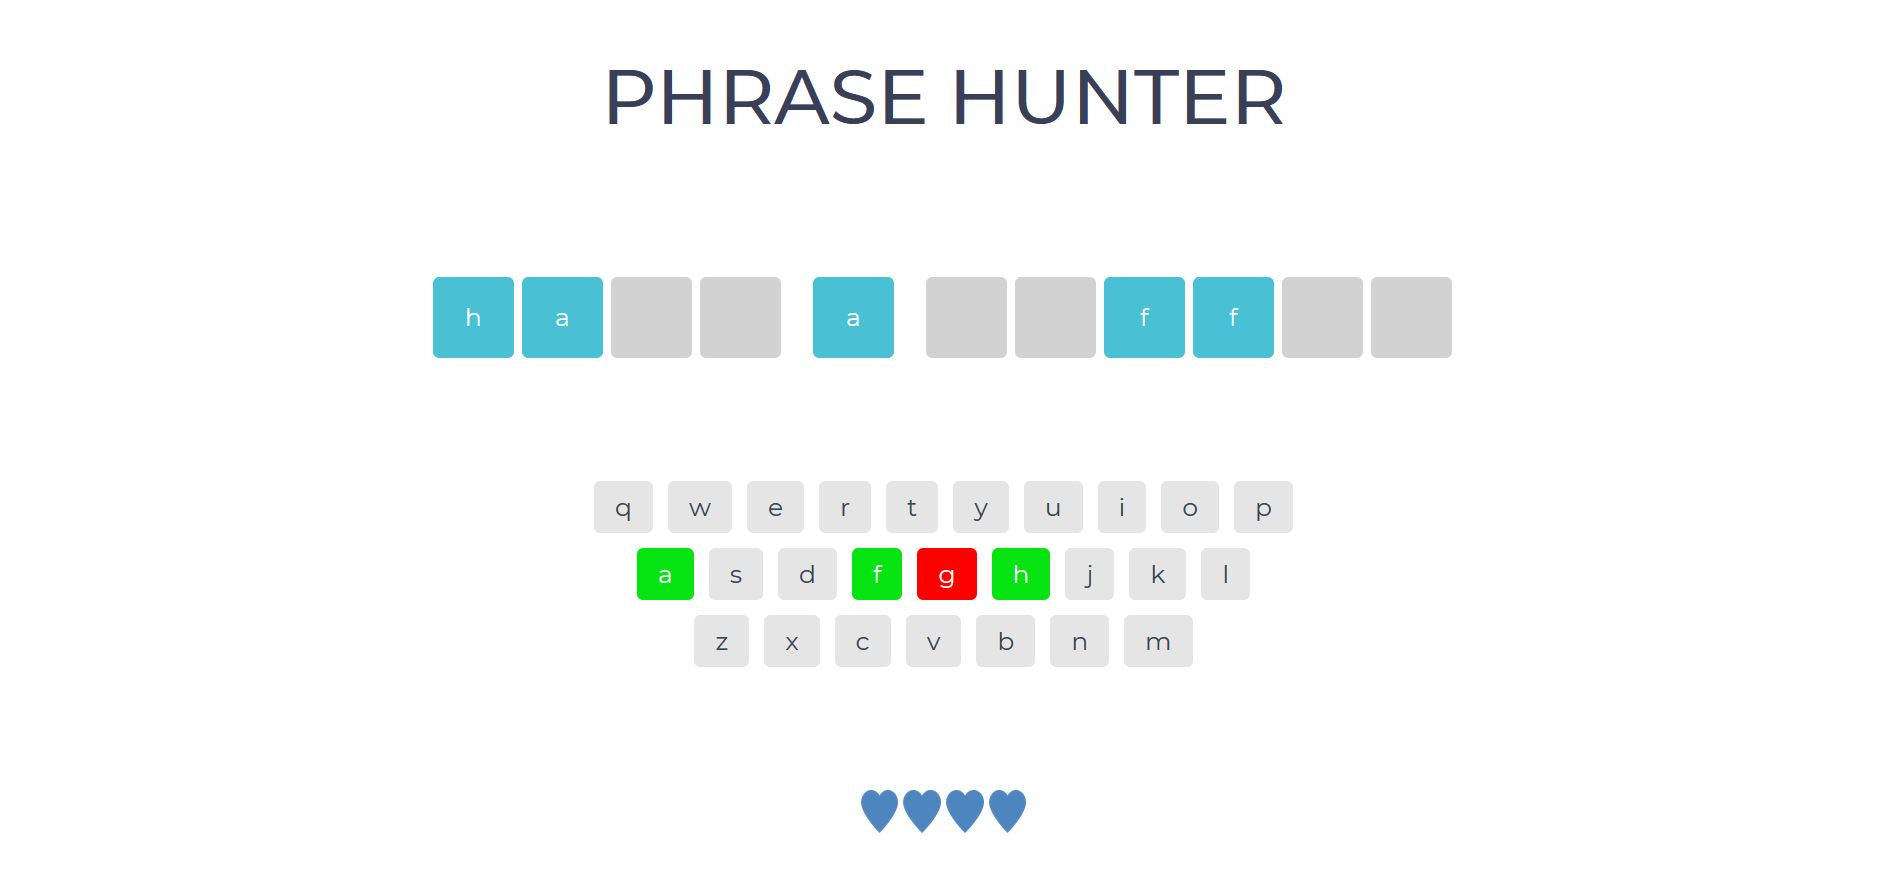 PHRASE HUNTER
h a a f f
q w e r t y u i o p
a s d f g h j k l
z x c v b n m